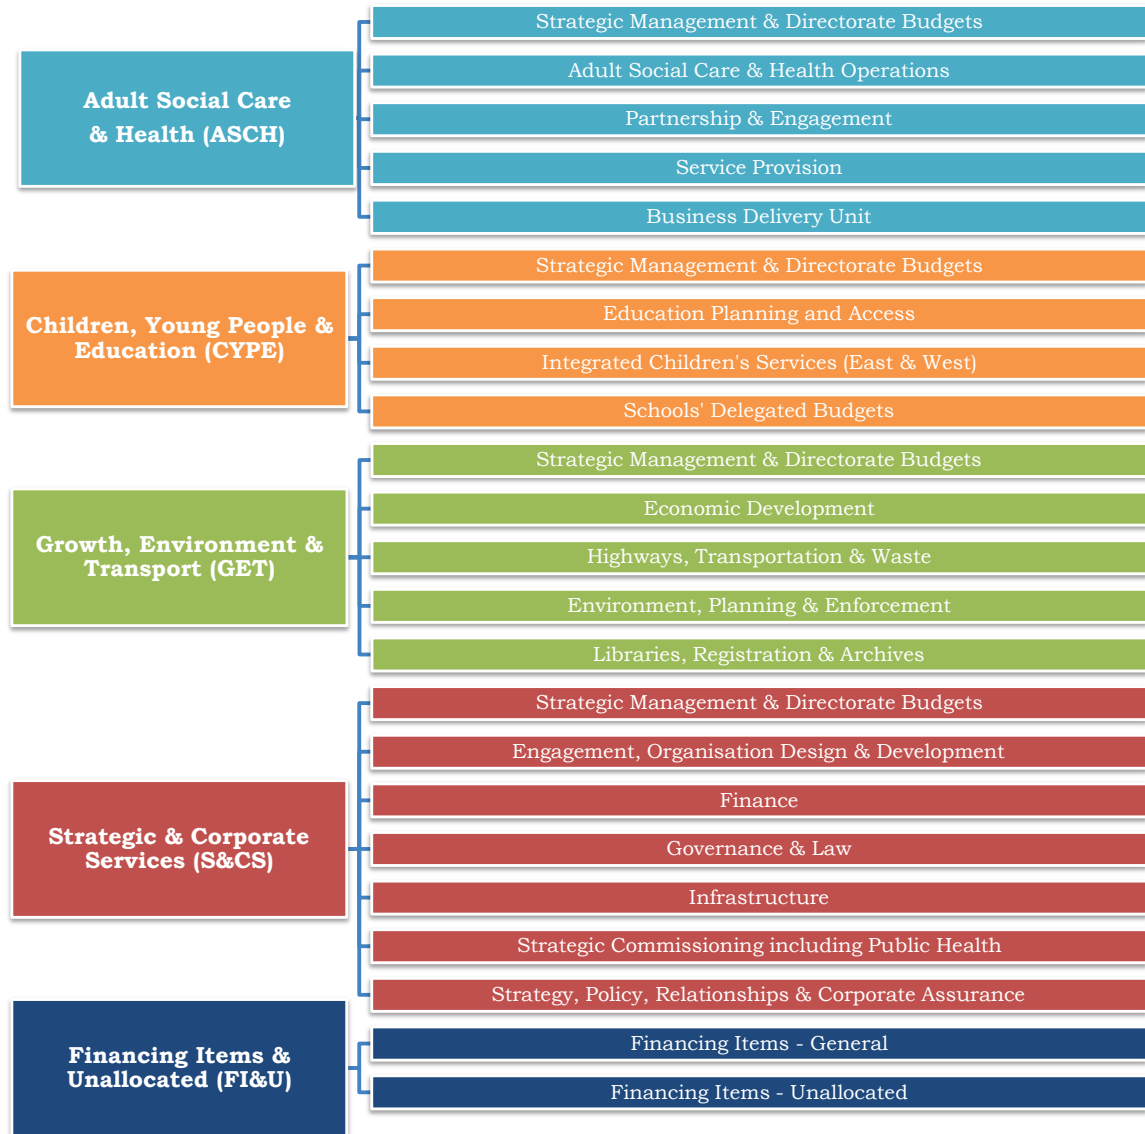 Adult Social Care
& Health (ASCH)
Strategic Management & Directorate Budgets
Adult Social Care & Health Operations
Partnership & Engagement
Service Provision
Business Delivery Unit
Children, Young People &
Education (CYPE)
Strategic Management & Directorate Budgets
Education Planning and Access
Integrated Children's Services (East & West)
Schools' Delegated Budgets
Growth, Environment &
Transport (GET)
Strategic Management & Directorate Budgets
Economic Development
Highways, Transportation & Waste
Environment, Planning & Enforcement
Libraries, Registration & Archives
Strategic & Corporate
Services (S&CS)
Strategic Management & Directorate Budgets
Engagement, Organisation Design & Development
Finance
Governance & Law
Infrastructure
Strategic Commissioning including Public Health
Strategy, Policy, Relationships & Corporate Assurance
Financing Items &
Unallocated (FI&U)
Financing Items - General
Financing Items - Unallocated